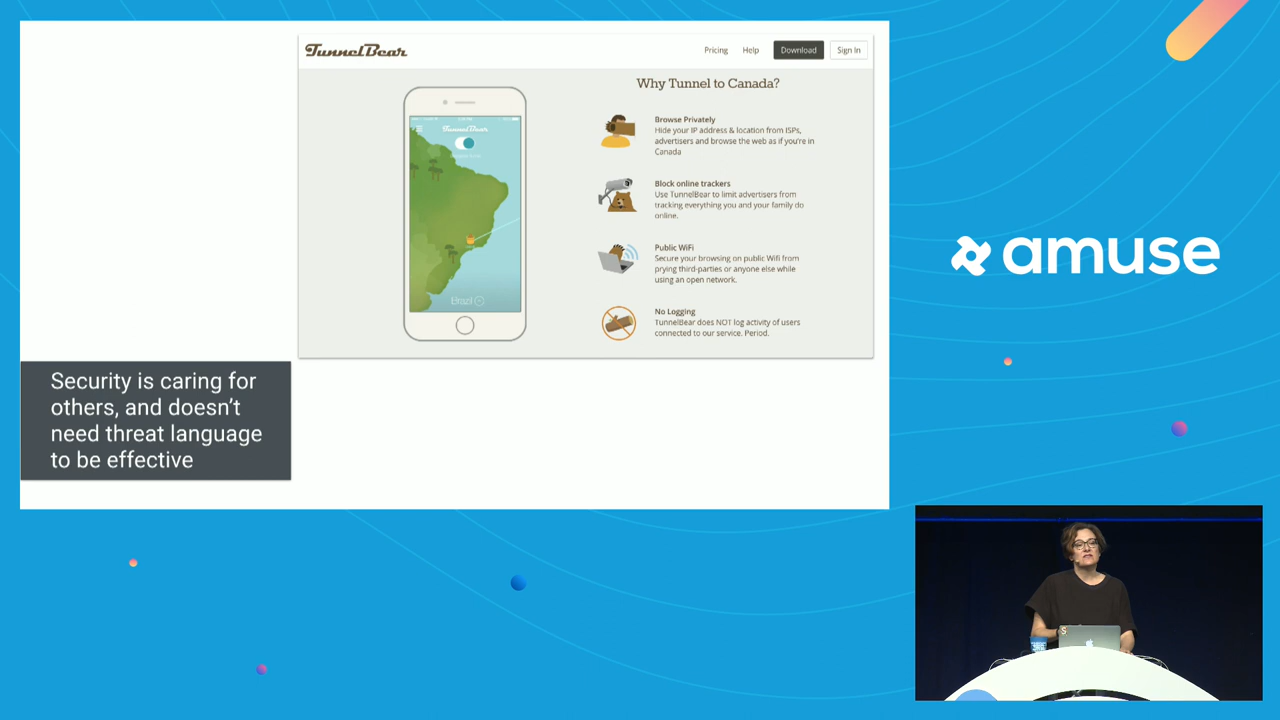 TunnelBear
Pricing
Help
Download
Sign In
Why Tunnel to Canada?
TunnelBear
Brazil
Browse Privately
Hide your IP address & location from ISPs,
advertisers and browse the web as if you're in
Canada
Block online trackers
Use TunnelBear to limit advertisers from
tracking everything you and your family do
online.
Public WiFi
Secure your browsing on public Wifi from
prying third-parties or anyone else while
using an open network.
No Logging
TunnelBear does NOT log activity of users
connected to our service. Period.
Security is caring for
others, and doesn't
need threat language
to be effective
amuse